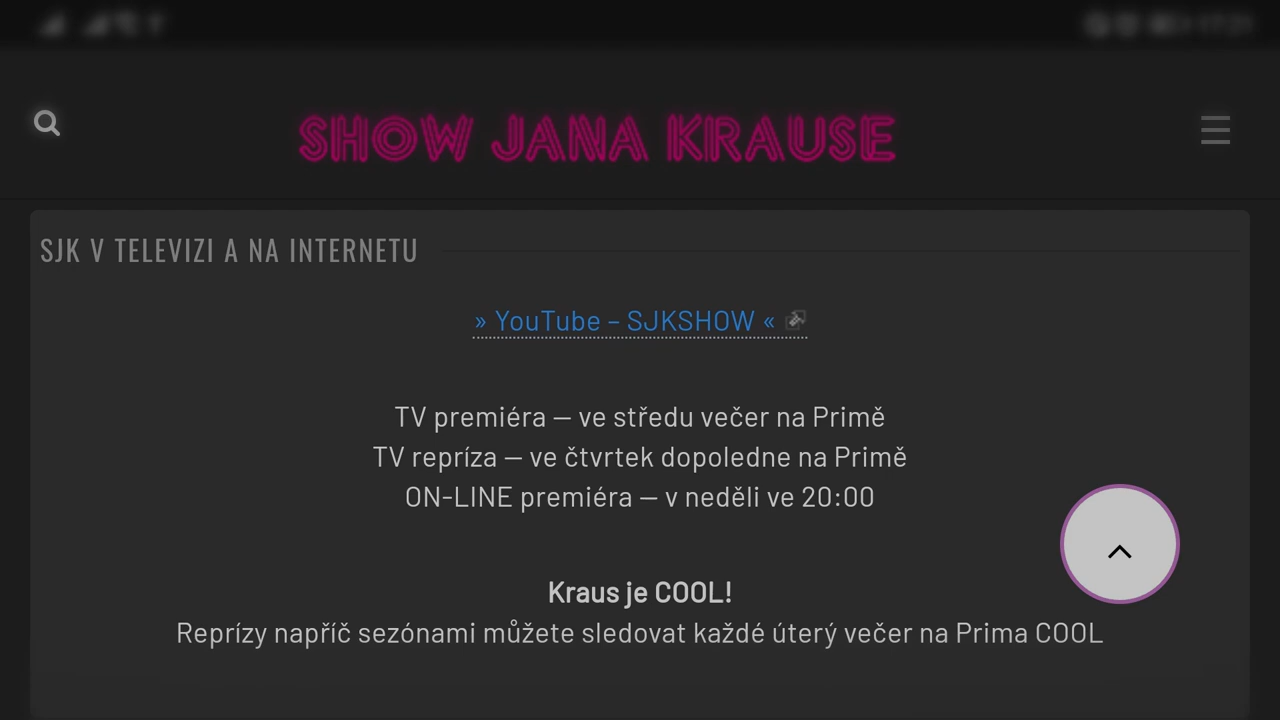 SHOW JANA KRAUSE
SJK V TELEVIZI A NA INTERNETU
» YouTube – SJKSHOW «
TV premiéra — ve středu večer na Primě
TV repríza — ve čtvrtek dopoledne na Primě
ON-LINE premiéra — v neděli ve 20:00
Kraus je COOL!
Reprízy napříč sezónami můžete sledovat každé úterý večer na Prima COOL